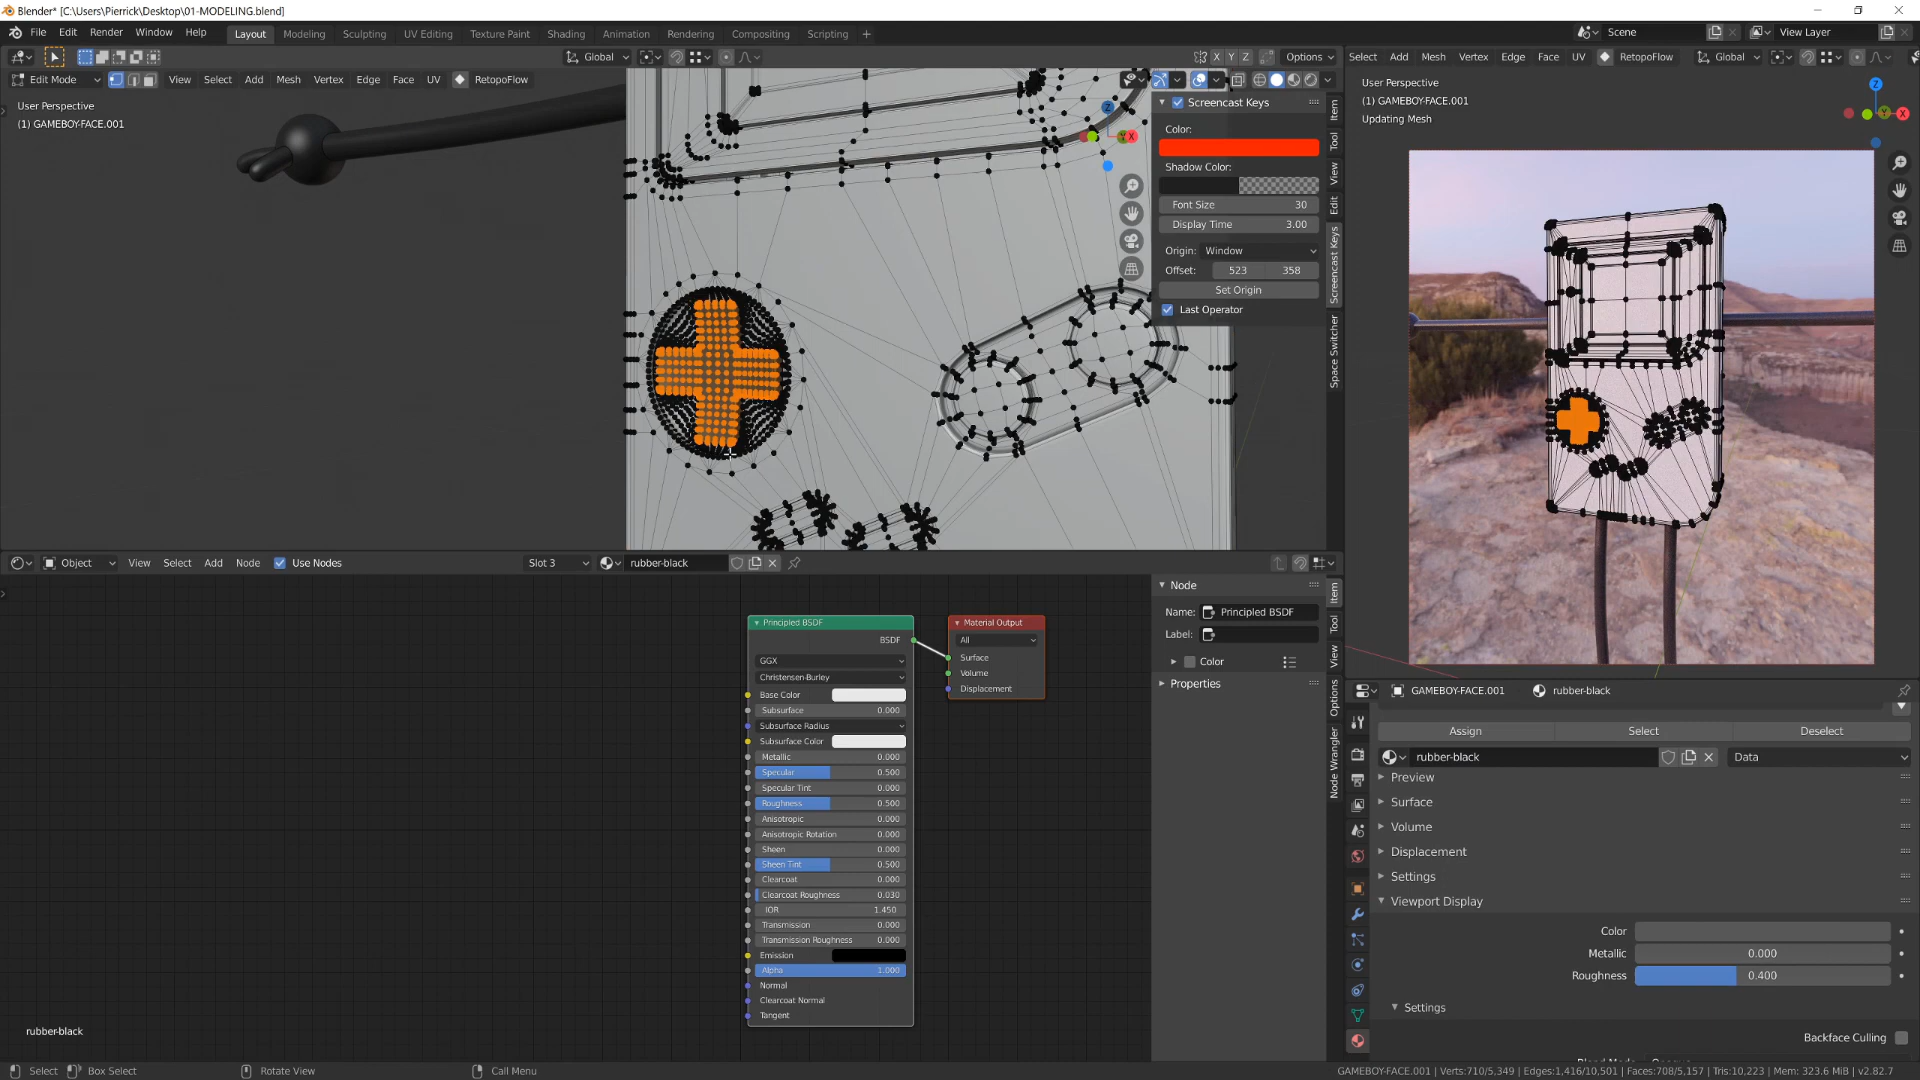 Blender* [C:\Users\Pierrick\Desktop\01-MODELING.blend]
File Edit Render Window Help Layout Modeling Sculpting UV Editing Texture Paint Shading Animation Rendering Compositing Scripting + Scene View Layer
Global X Y Z Options Select Add Mesh Vertex Edge Face UV RetopoFlow Global
Edit Mode View Select Add Mesh Vertex Edge Face UV RetopoFlow
User Perspective
(1) GAMEBOY-FACE.001
Screencast Keys
Color:
Shadow Color:
Font Size 30
Display Time 3.00
Origin: Window
Offset: 523 358
Set Origin
Last Operator
Item
Tool
View
Edit
Screencast Keys
Space Switcher
Z
X
Y
User Perspective
(1) GAMEBOY-FACE.001
Updating Mesh
Z
X
Y
Object View Select Add Node Use Nodes Slot 3 rubber-black
Principled BSDF
BSDF
GGX
Christensen-Burley
Base Color
Subsurface 0.000
Subsurface Radius
Subsurface Color
Metallic 0.000
Specular 0.500
Specular Tint 0.000
Roughness 0.500
Anisotropic 0.000
Anisotropic Rotation 0.000
Sheen 0.000
Sheen Tint 0.500
Clearcoat 0.000
Clearcoat Roughness 0.030
IOR 1.450
Transmission 0.000
Transmission Roughness 0.000
Emission
Alpha 1.000
Normal
Clearcoat Normal
Tangent
Material Output
All
Surface
Volume
Displacement
Node
Name: Principled BSDF
Label:
Color
Properties
Item
Tool
View
Options
Node Wrangler
rubber-black
GAMEBOY-FACE.001 rubber-black
Assign Select Deselect
rubber-black Data
Preview
Surface
Volume
Displacement
Settings
Viewport Display
Color
Metallic 0.000
Roughness 0.400
Settings
Backface Culling
Select Box Select Rotate View Call Menu GAMEBOY-FACE.001 | Verts:710/5,349 | Edges:1,416/10,501 | Faces:708/5,157 | Tris:10,223 | Mem: 323.6 MiB | v2.82.7